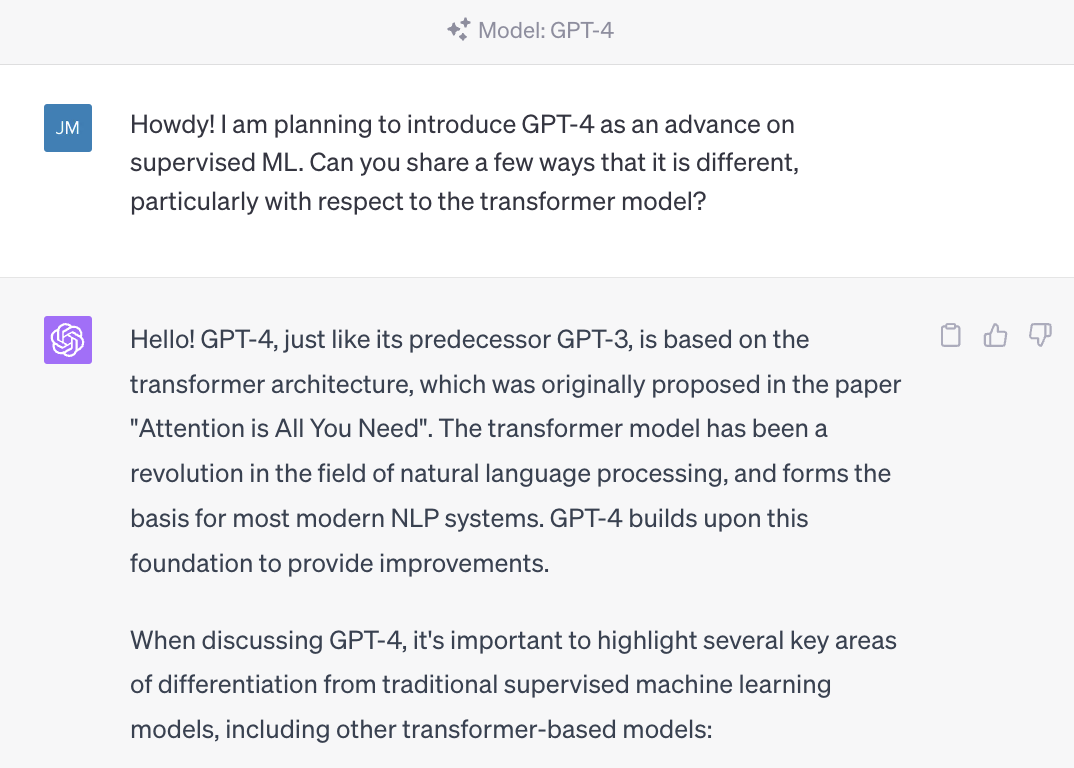 Model: GPT-4
JM
Howdy! I am planning to introduce GPT-4 as an advance on
supervised ML. Can you share a few ways that it is different,
particularly with respect to the transformer model?
Hello! GPT-4, just like its predecessor GPT-3, is based on the
transformer architecture, which was originally proposed in the paper
"Attention is All You Need". The transformer model has been a
revolution in the field of natural language processing, and forms the
basis for most modern NLP systems. GPT-4 builds upon this
foundation to provide improvements.
When discussing GPT-4, it's important to highlight several key areas
of differentiation from traditional supervised machine learning
models, including other transformer-based models: